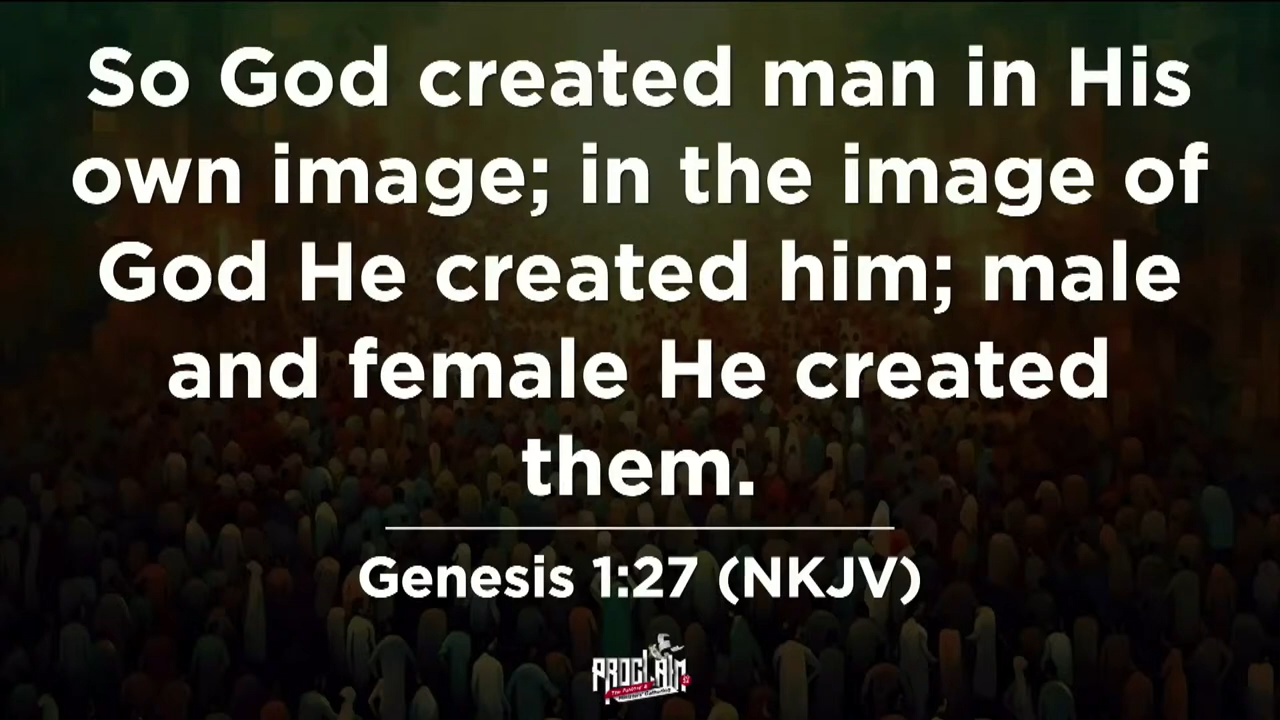 So God created man in His
own image; in the image of
God He created him; male
and female He created
them.
Genesis 1:27 (NKJV)
PROCLAIM